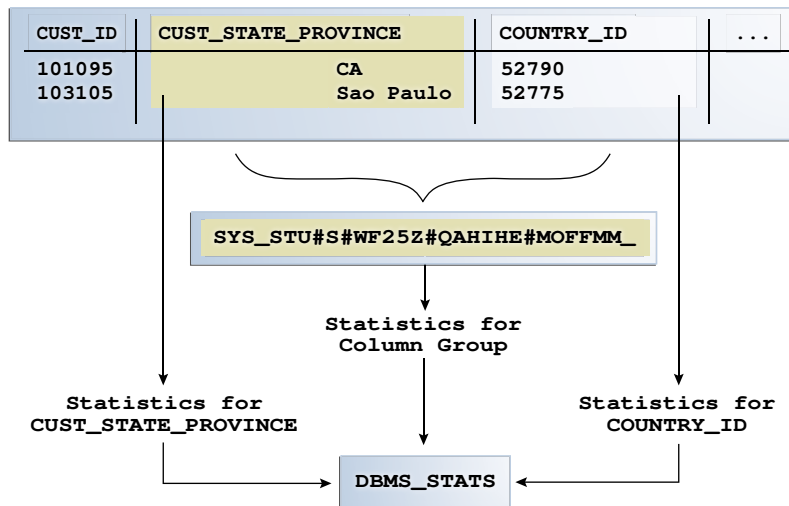 CUST_ID CUST_STATE_PROVINCE COUNTRY_ID ...
101095 CA 52790
103105 Sao Paulo 52775
SYS_STU#S#WF25Z#QAHIHE#MOFFMM_
Statistics for
Column Group
Statistics for
CUST_STATE_PROVINCE
Statistics for
COUNTRY_ID
DBMS_STATS